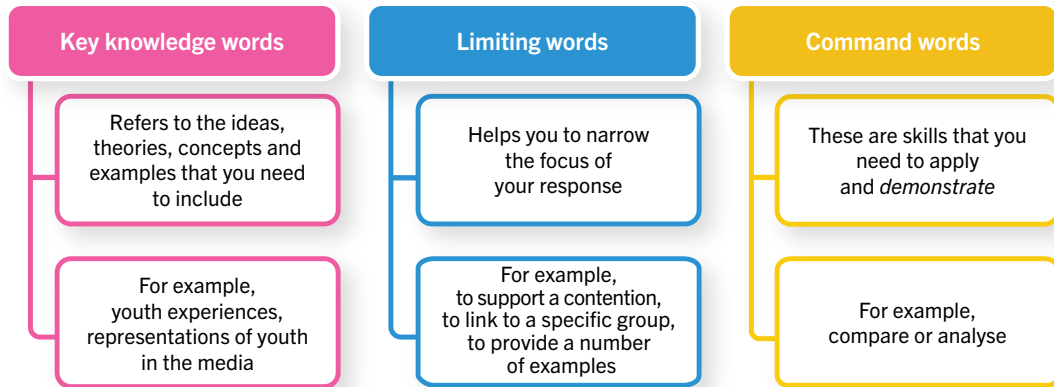 Key knowledge words
Refers to the ideas,
theories, concepts and
examples that you need
to include
For example,
youth experiences,
representations of youth
in the media
Limiting words
Helps you to narrow
the focus of
your response
For example,
to support a contention,
to link to a specific group,
to provide a number
of examples
Command words
These are skills that you
need to apply
and demonstrate
For example,
compare or analyse